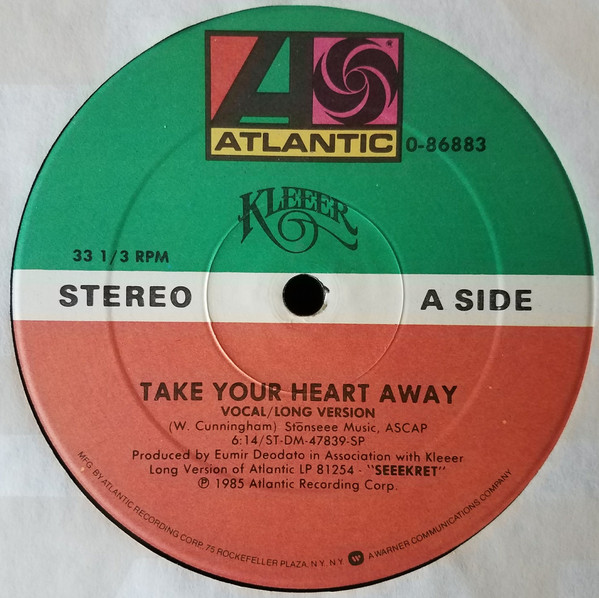 ATLANTIC
®
0-86883
KLEEER
33 1/3 RPM
STEREO
A SIDE
TAKE YOUR HEART AWAY
VOCAL/LONG VERSION
(W. Cunningham) Stonseee Music, ASCAP
6:14/ST-DM-47839-SP
Produced by Eumir Deodato in Association with Kleeer
Long Version of Atlantic LP 81254 - "SEEEKRET"
℗ 1985 Atlantic Recording Corp.
MFG. BY ATLANTIC RECORDING CORP., 75 ROCKEFELLER PLAZA, N.Y. N.Y. A WARNER COMMUNICATIONS COMPANY